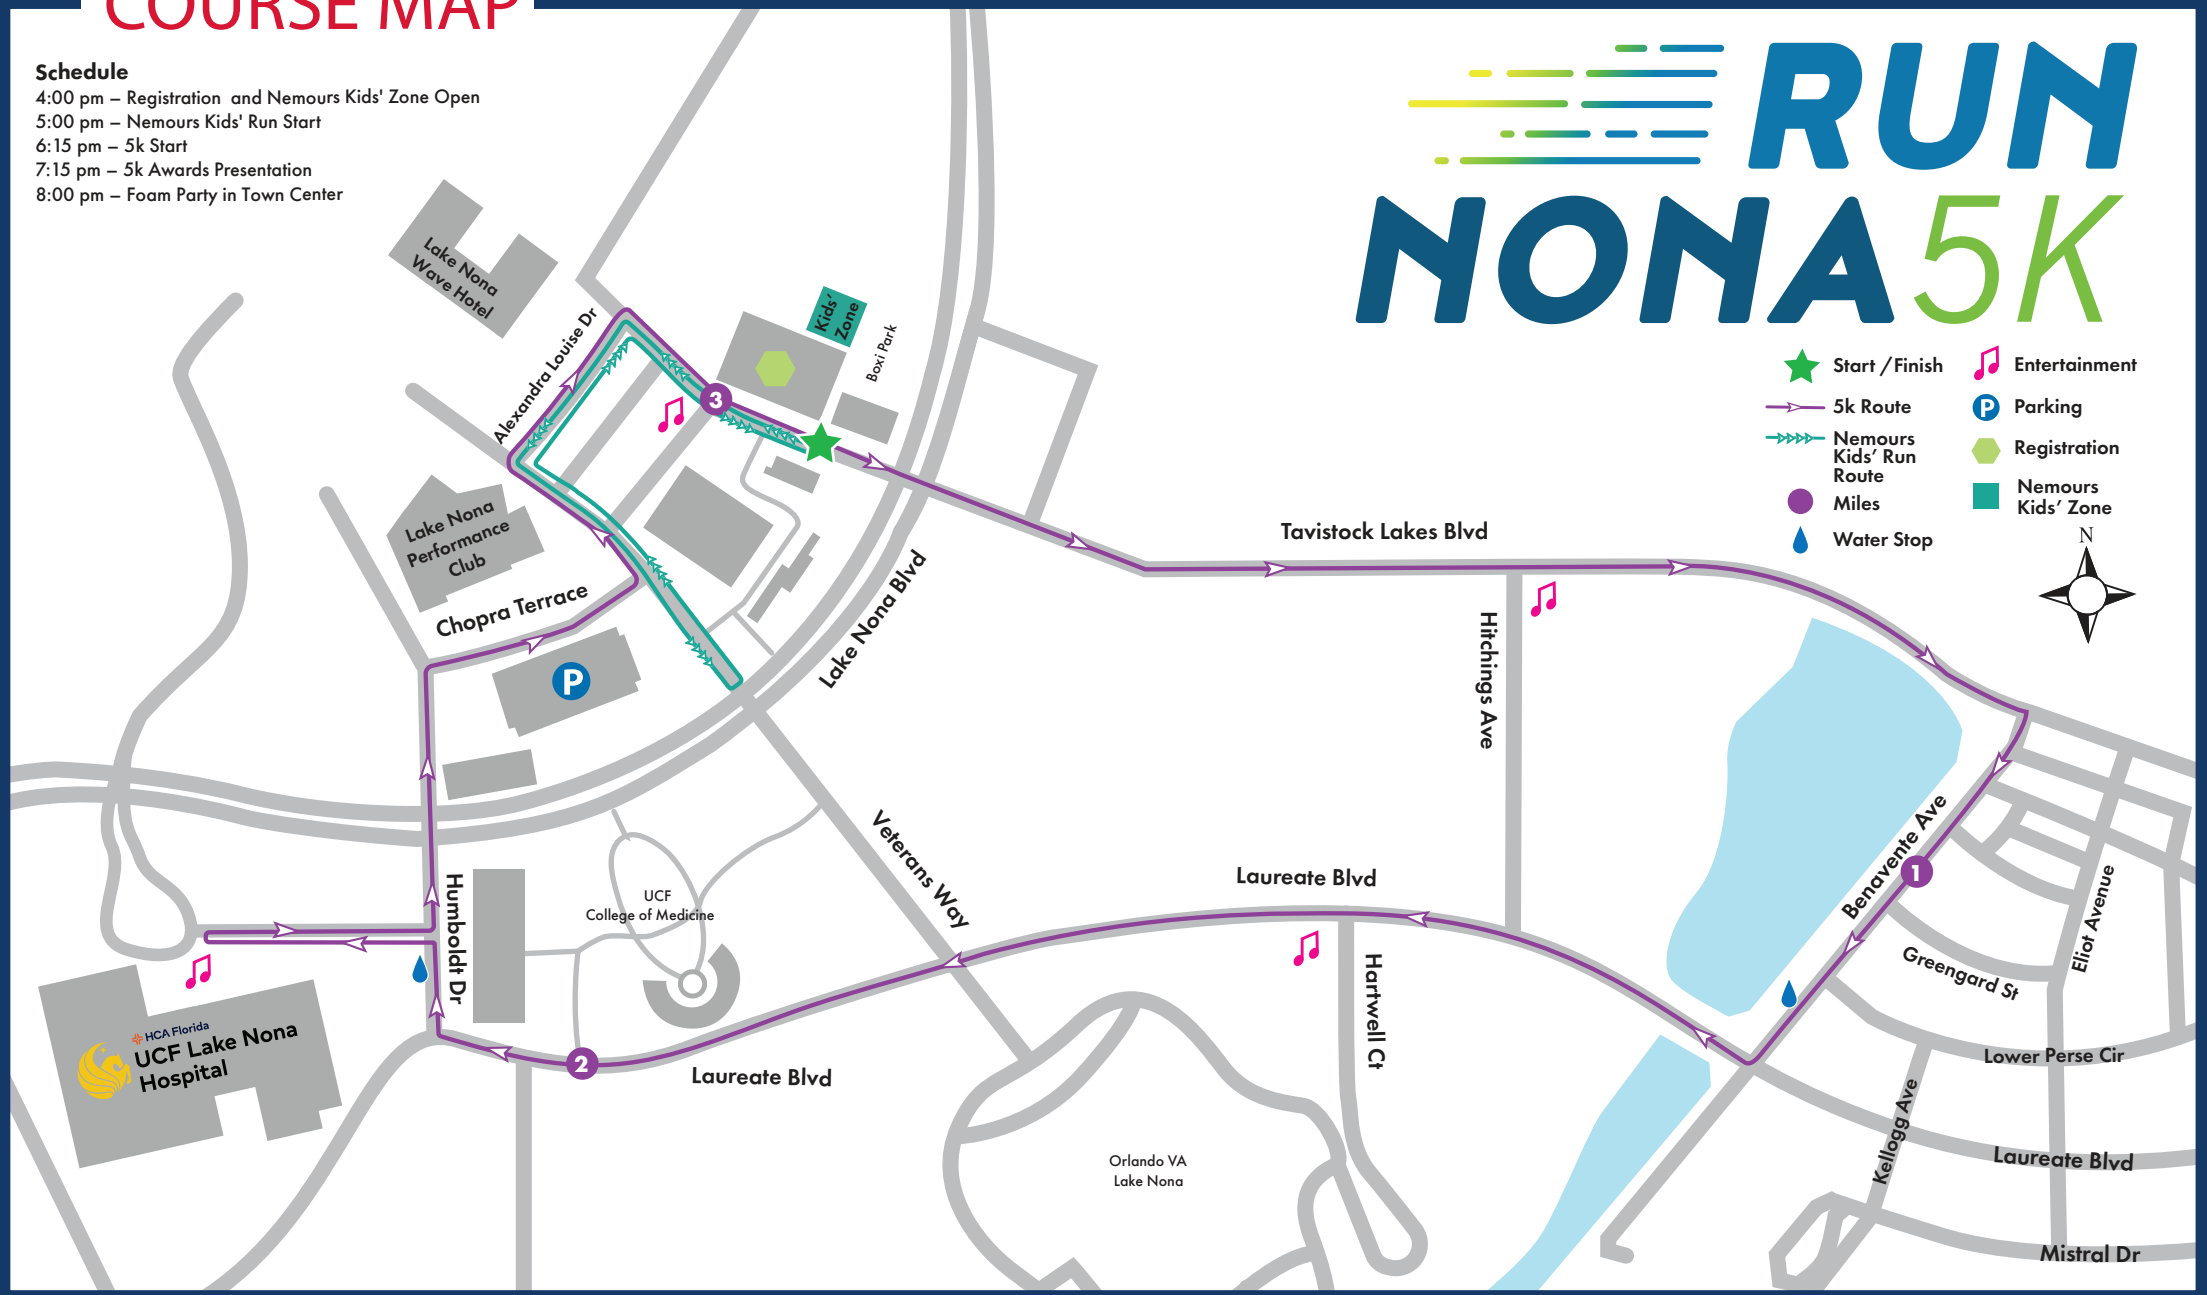 COURSE MAP
Schedule
4:00 pm – Registration and Nemours Kids' Zone Open
5:00 pm – Nemours Kids' Run Start
6:15 pm – 5k Start
7:15 pm – 5k Awards Presentation
8:00 pm – Foam Party in Town Center
RUN
NONA 5K
Start / Finish
5k Route
Nemours
Kids' Run
Route
Miles
Water Stop
Entertainment
P
Parking
Registration
Nemours
Kids' Zone
N
Lake Nona
Wave Hotel
Alexandra Louise Dr
Kids'
Zone
Boxi Park
3
Lake Nona
Performance
Club
Chopra Terrace
P
Lake Nona Blvd
Tavistock Lakes Blvd
Hitchings Ave
Benavente Ave
1
Eliot Avenue
Greengard St
Lower Perse Cir
Kellogg Ave
Laureate Blvd
Mistral Dr
Veterans Way
Laureate Blvd
Hartwell Ct
Humboldt Dr
UCF
College of Medicine
2
Laureate Blvd
HCA Florida
UCF Lake Nona
Hospital
Orlando VA
Lake Nona